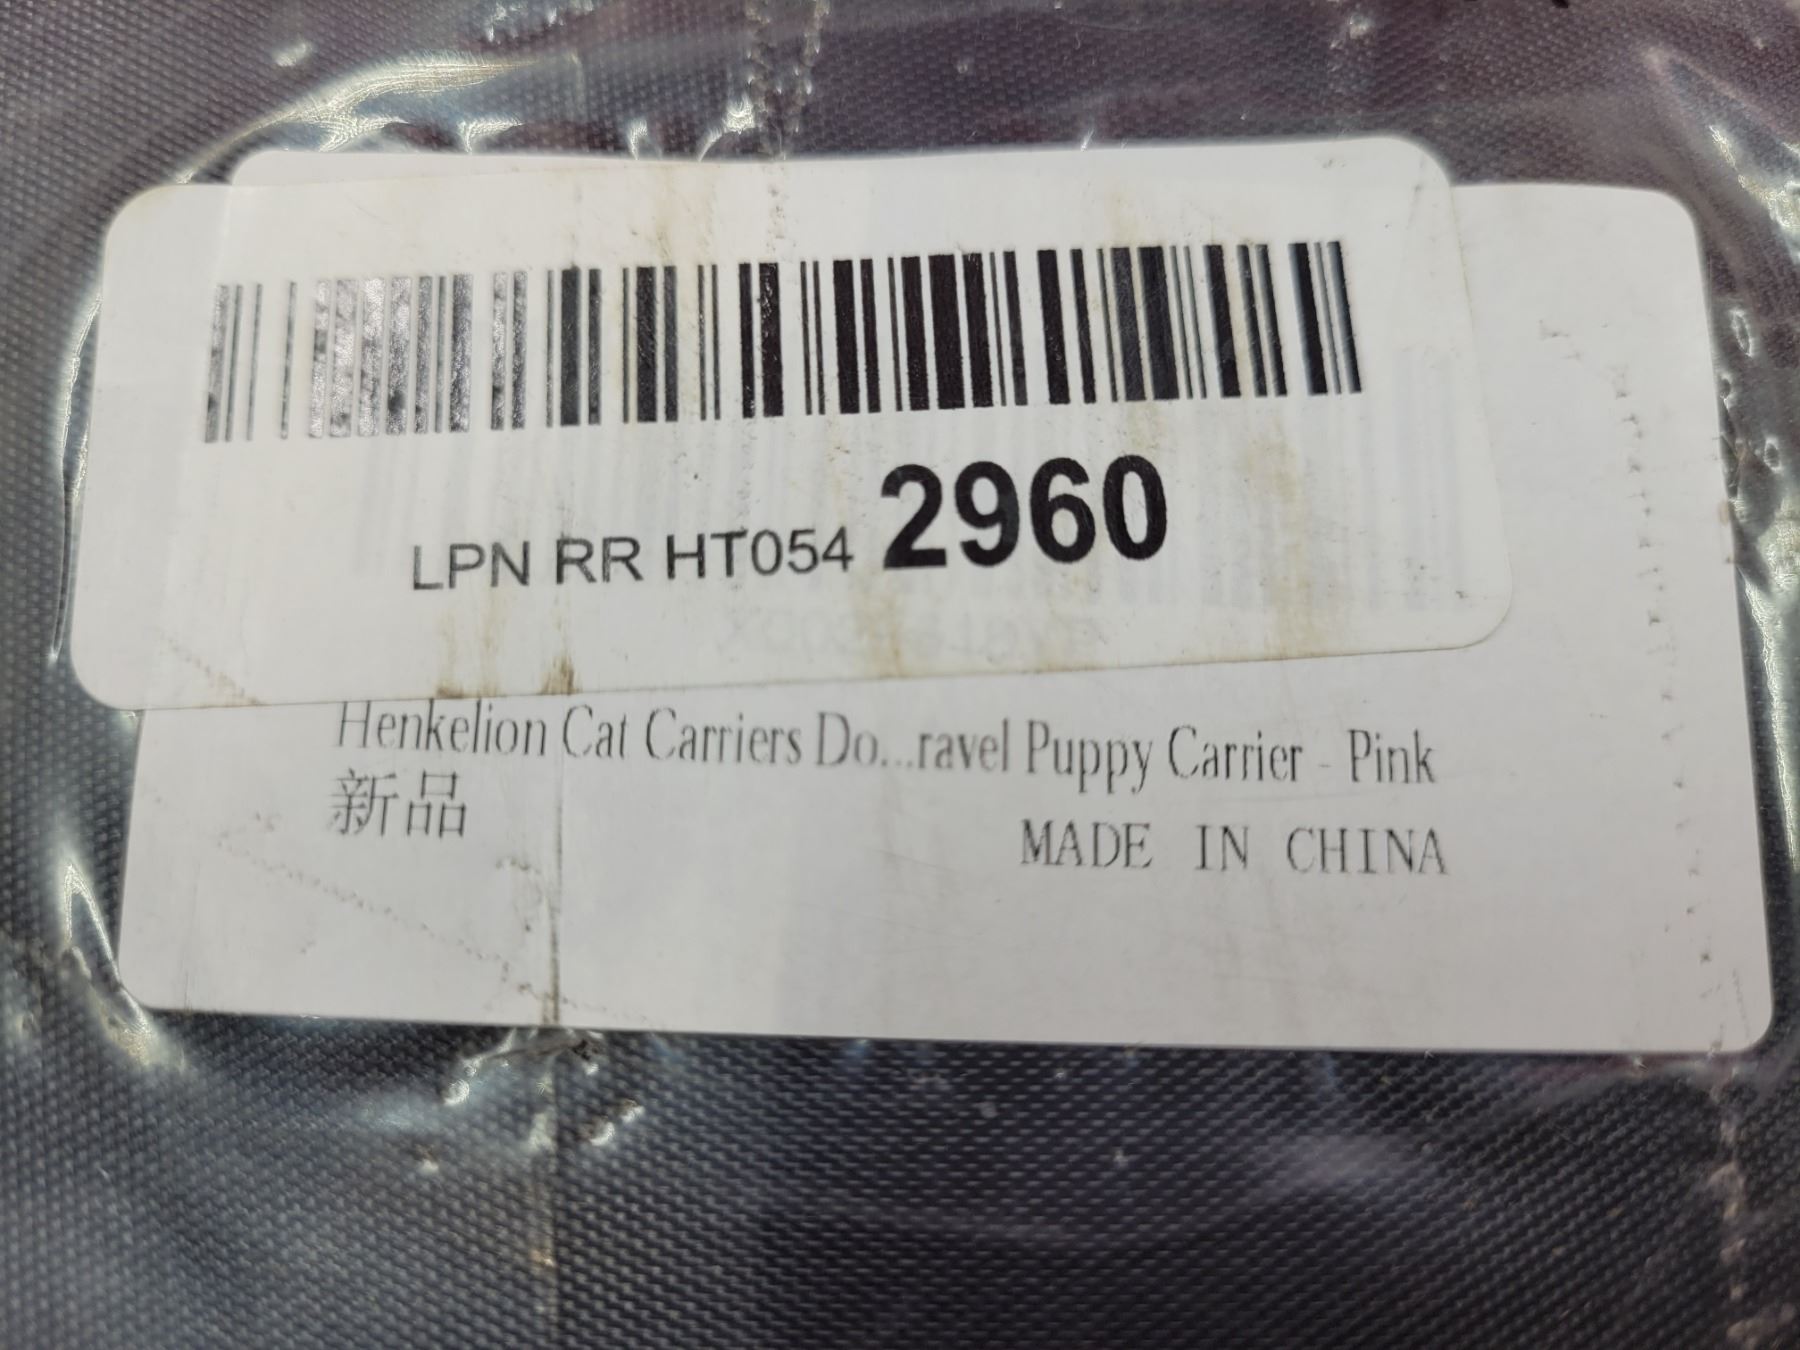 LPN RR HT054 2960
Henkelion Cat Carriers Do...ravel Puppy Carrier - Pink
新品
MADE IN CHINA